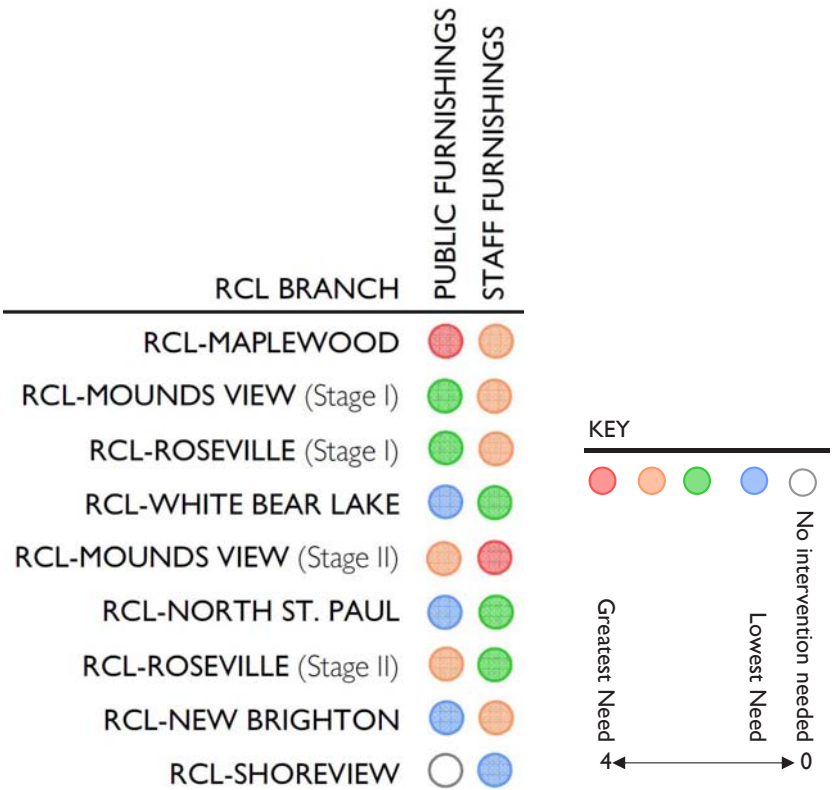 PUBLIC FURNISHINGS
STAFF FURNISHINGS
RCL BRANCH
RCL-MAPLEWOOD
RCL-MOUNDS VIEW (Stage I)
RCL-ROSEVILLE (Stage I)
RCL-WHITE BEAR LAKE
RCL-MOUNDS VIEW (Stage II)
RCL-NORTH ST. PAUL
RCL-ROSEVILLE (Stage II)
RCL-NEW BRIGHTON
RCL-SHOREVIEW
KEY
Greatest Need
Lowest Need
No intervention needed
4 0